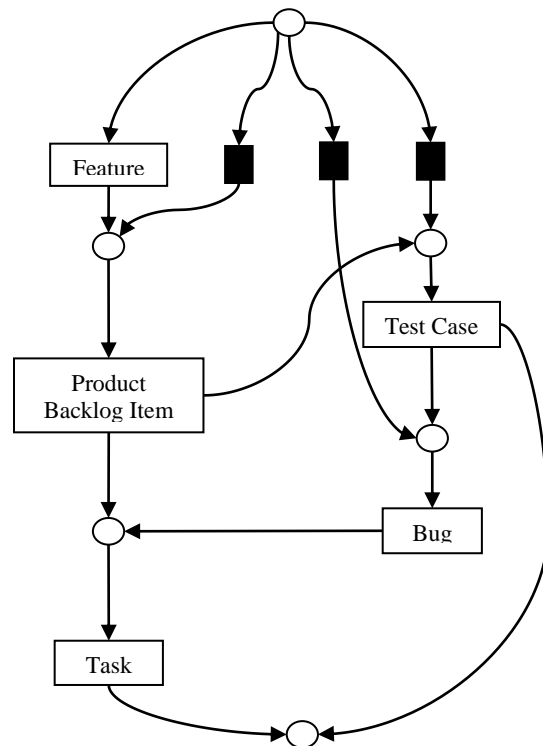 Feature
Test Case
Product
Backlog Item
Bug
Task